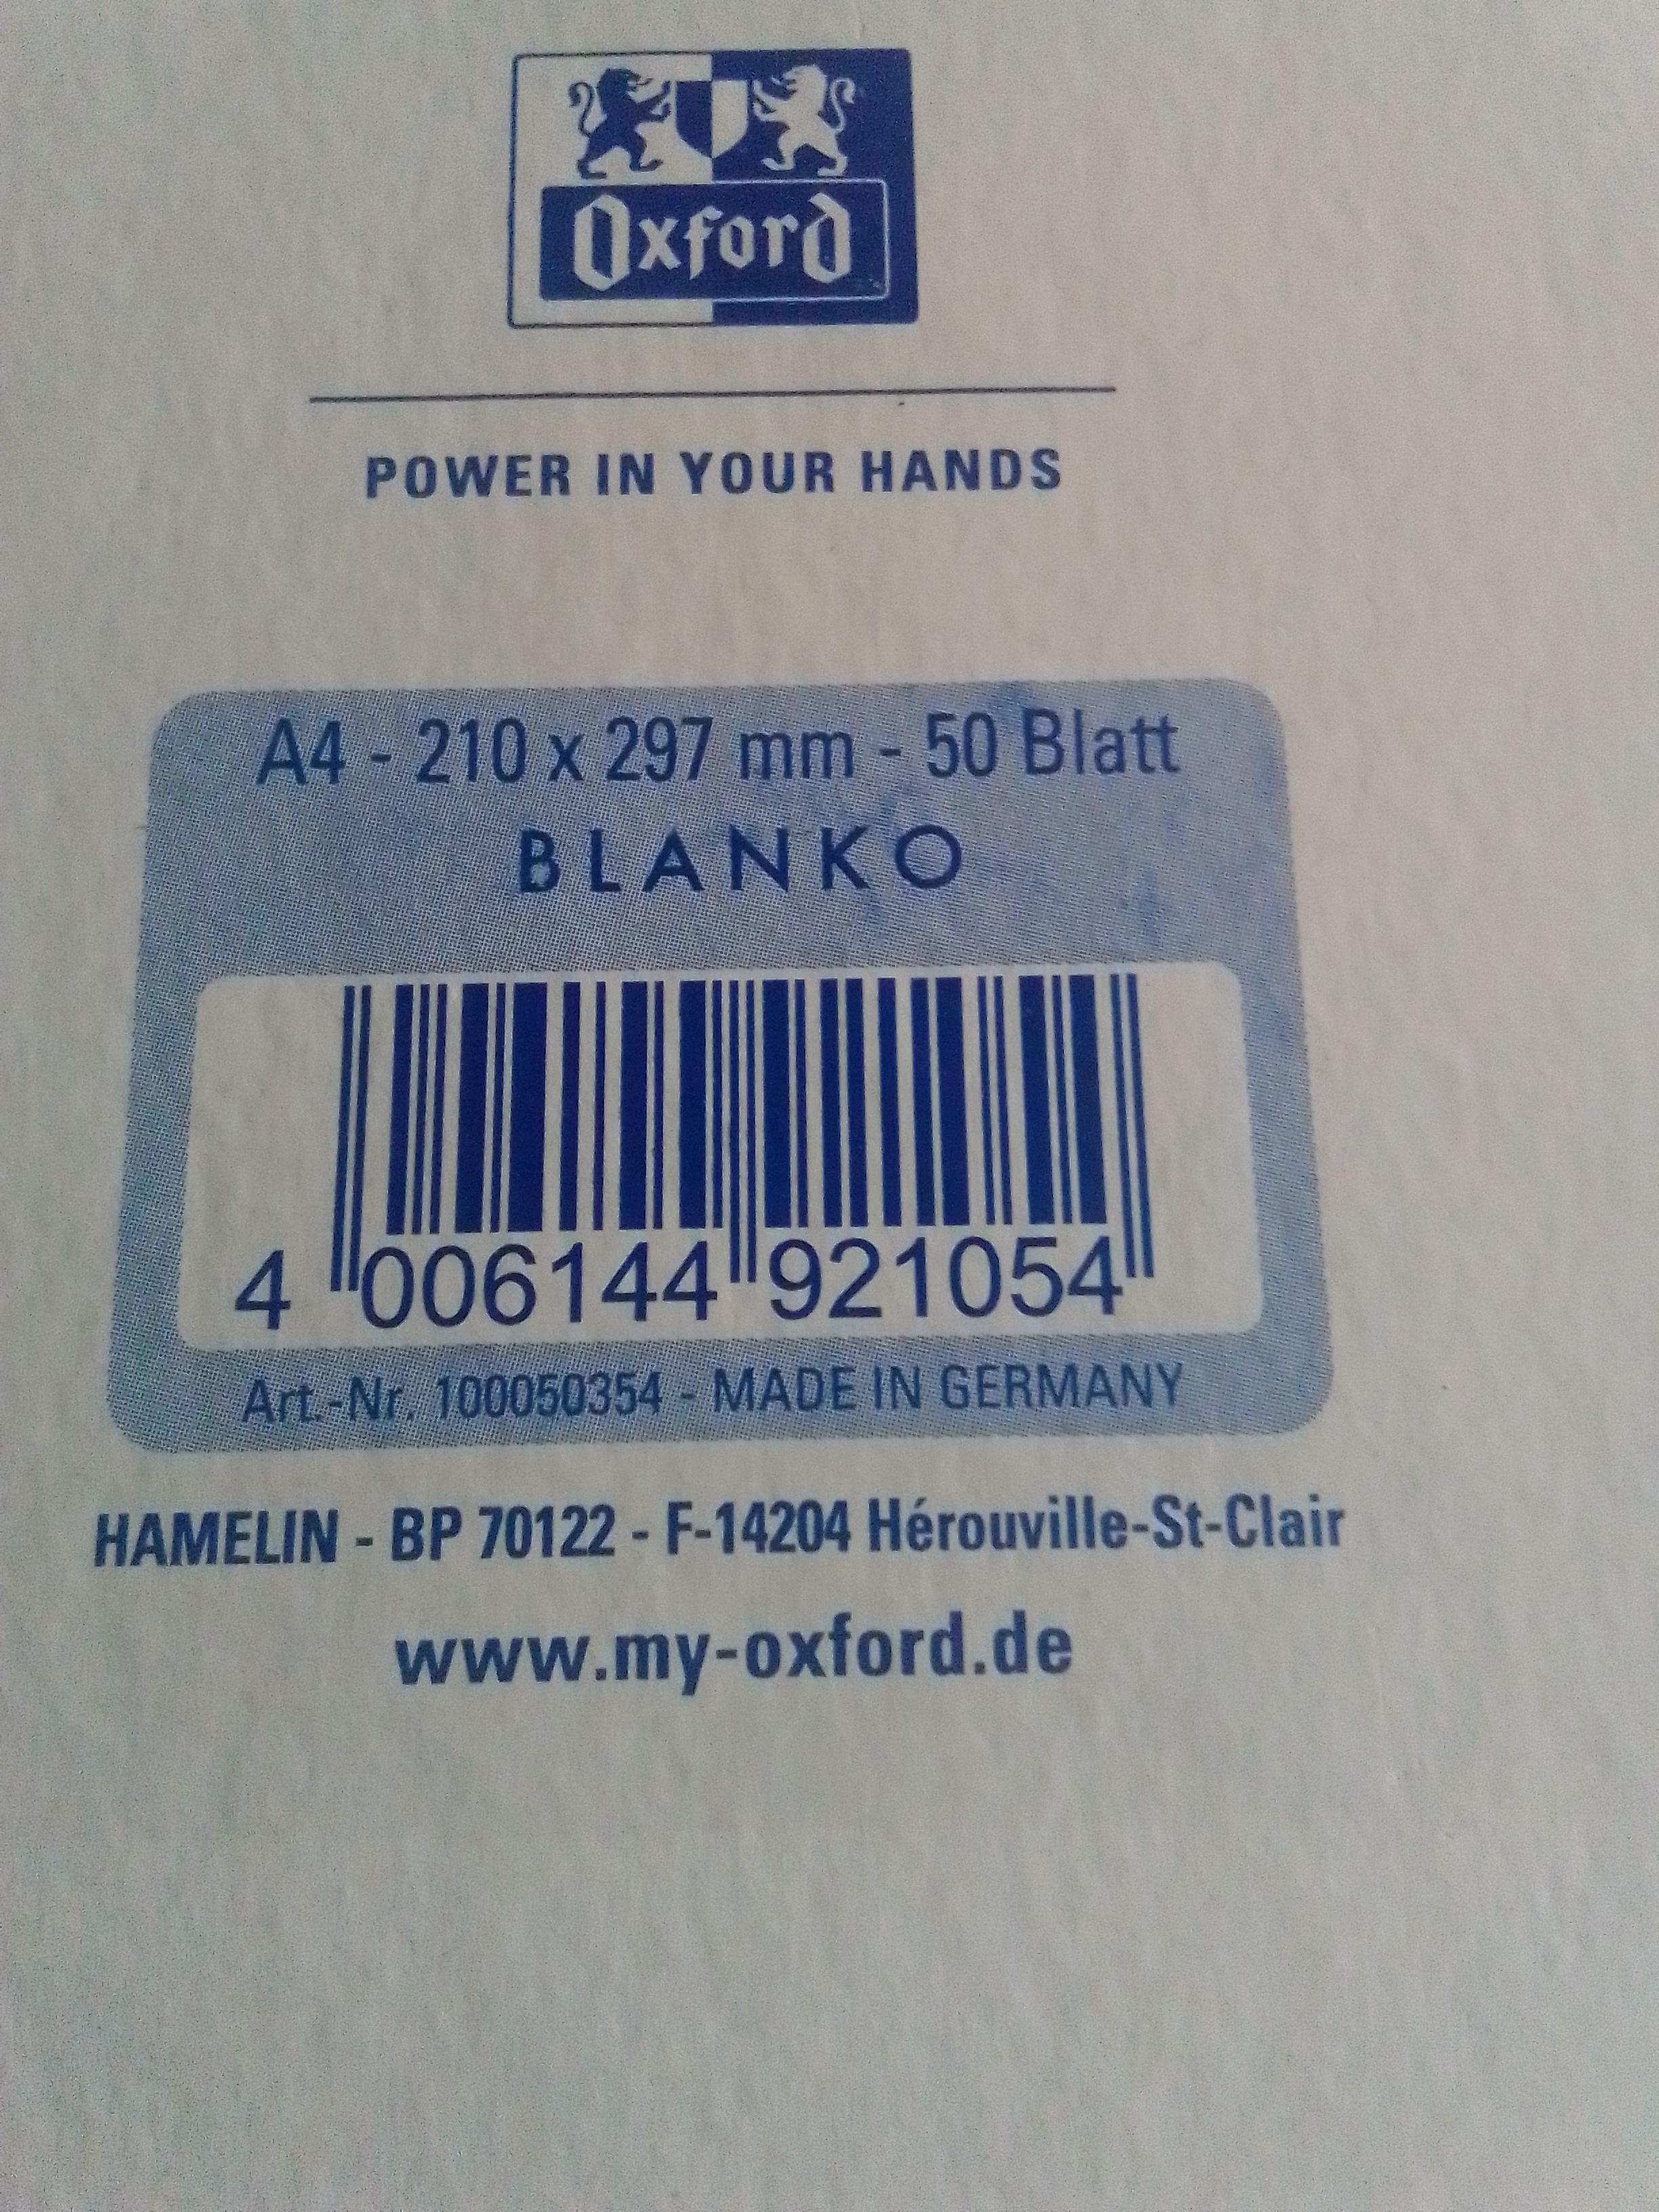 Oxford
POWER IN YOUR HANDS
A4 - 210 x 297 mm - 50 Blatt
BLANKO
4 006144 921054
Art.-Nr. 100050354 - MADE IN GERMANY
HAMELIN - BP 70122 - F-14204 Hérouville-St-Clair
www.my-oxford.de